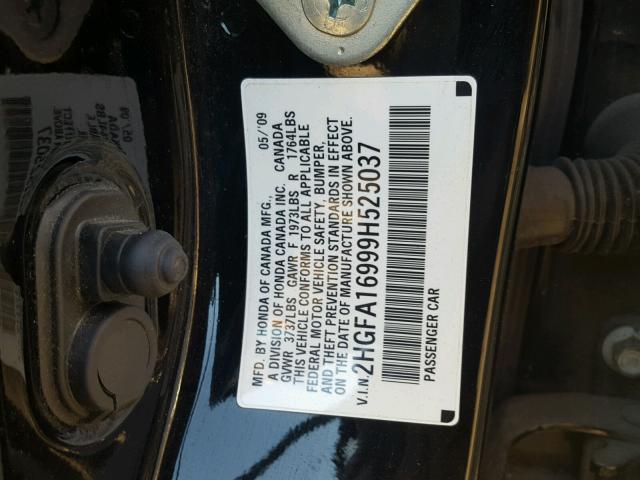 MFD. BY HONDA OF CANADA MFG., 05/'09
A DIVISION OF HONDA CANADA INC. CANADA
GVWR 3737LBS GAWR F 1973LBS R 1764LBS
THIS VEHICLE CONFORMS TO ALL APPLICABLE
FEDERAL MOTOR VEHICLE SAFETY, BUMPER,
AND THEFT PREVENTION STANDARDS IN EFFECT
ON THE DATE OF MANUFACTURE SHOWN ABOVE.
V.I.N. 2HGFA16999H525037
PASSENGER CAR